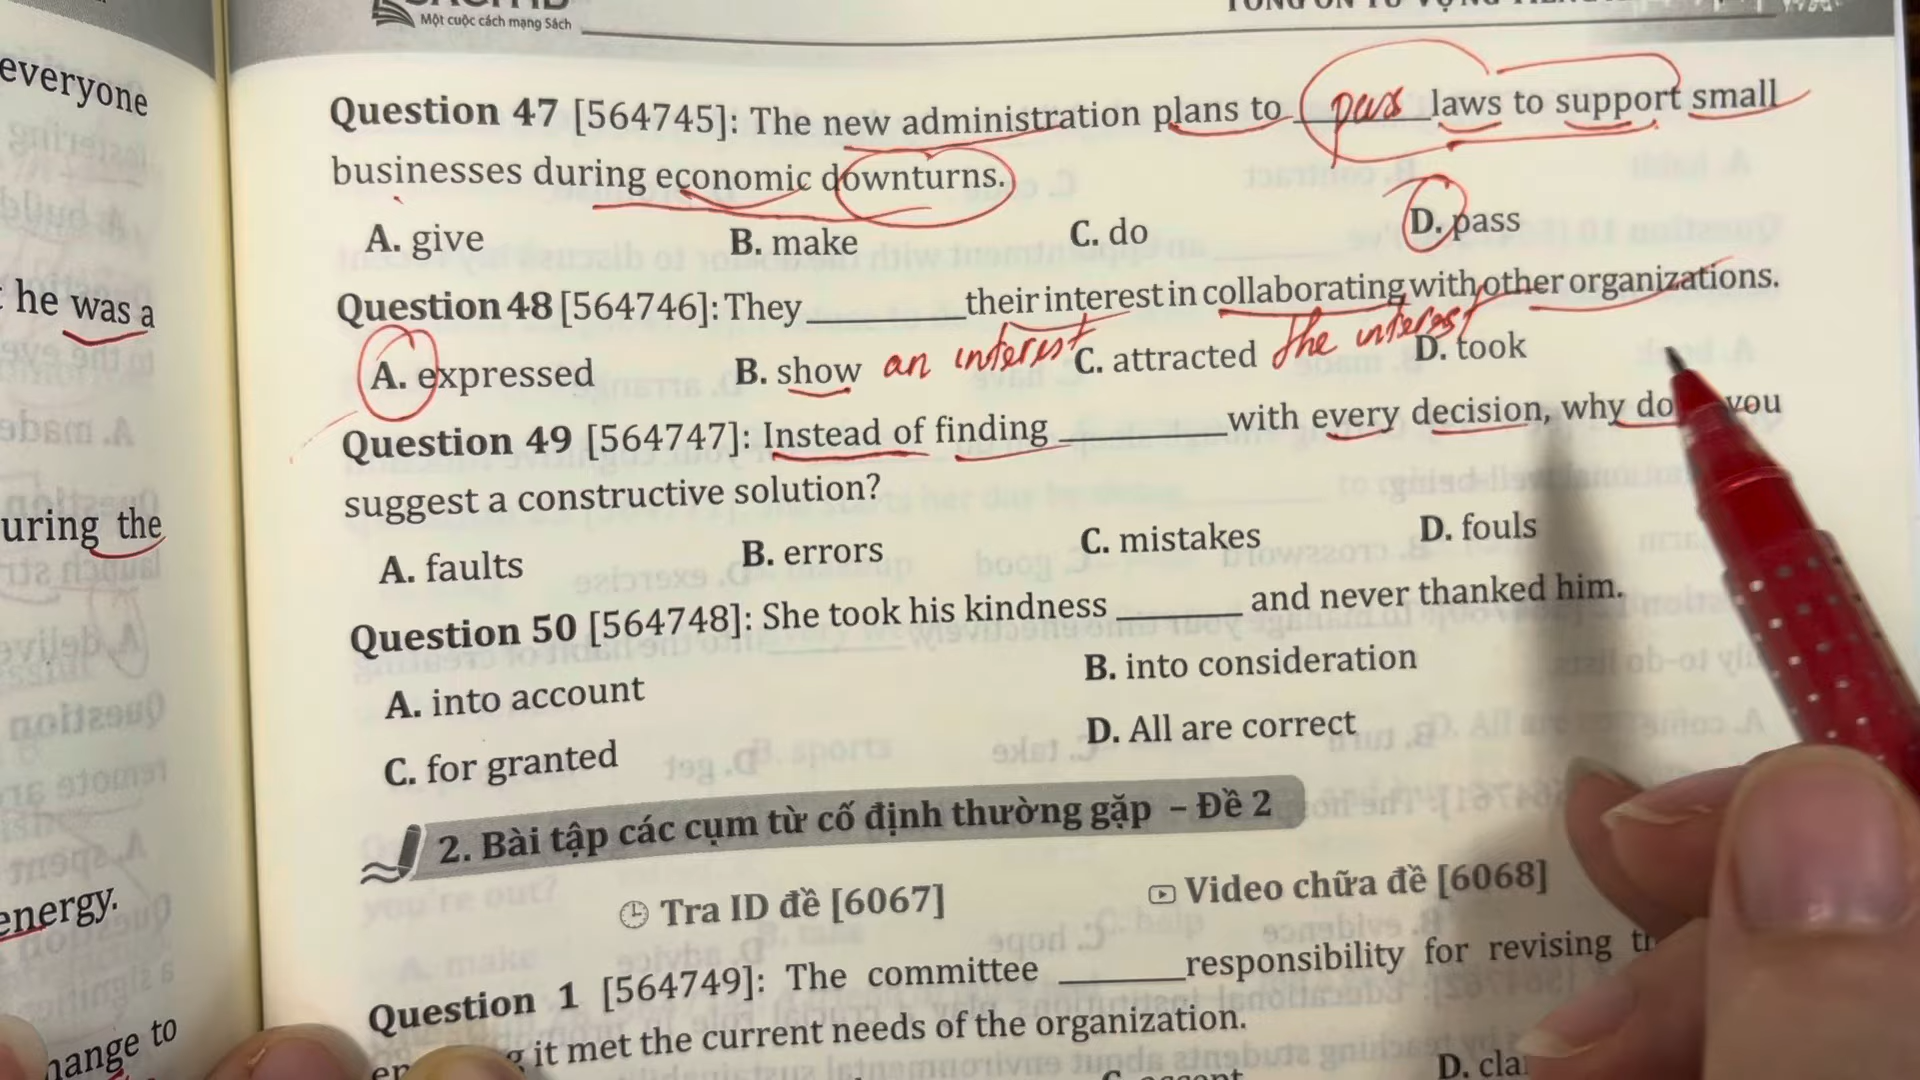 Một cuộc cách mạng Sách
everyone
Question 47 [564745]: The new administration plans to pass laws to support small
businesses during economic downturns.
A. give B. make C. do D. pass
he was a
Question 48 [564746]: They ______ their interest in collaborating with other organizations.
A. expressed B. show an interest C. attracted the interest D. took
Question 49 [564747]: Instead of finding ______ with every decision, why do you
suggest a constructive solution?
uring the
A. faults B. errors C. mistakes D. fouls
Question 50 [564748]: She took his kindness ______ and never thanked him.
A. into account B. into consideration
C. for granted D. All are correct
2. Bài tập các cụm từ cố định thường gặp – Đề 2
energy.
Tra ID đề [6067] Video chữa đề [6068]
Question 1 [564749]: The committee ______ responsibility for revising
hange to
it met the current needs of the organization.